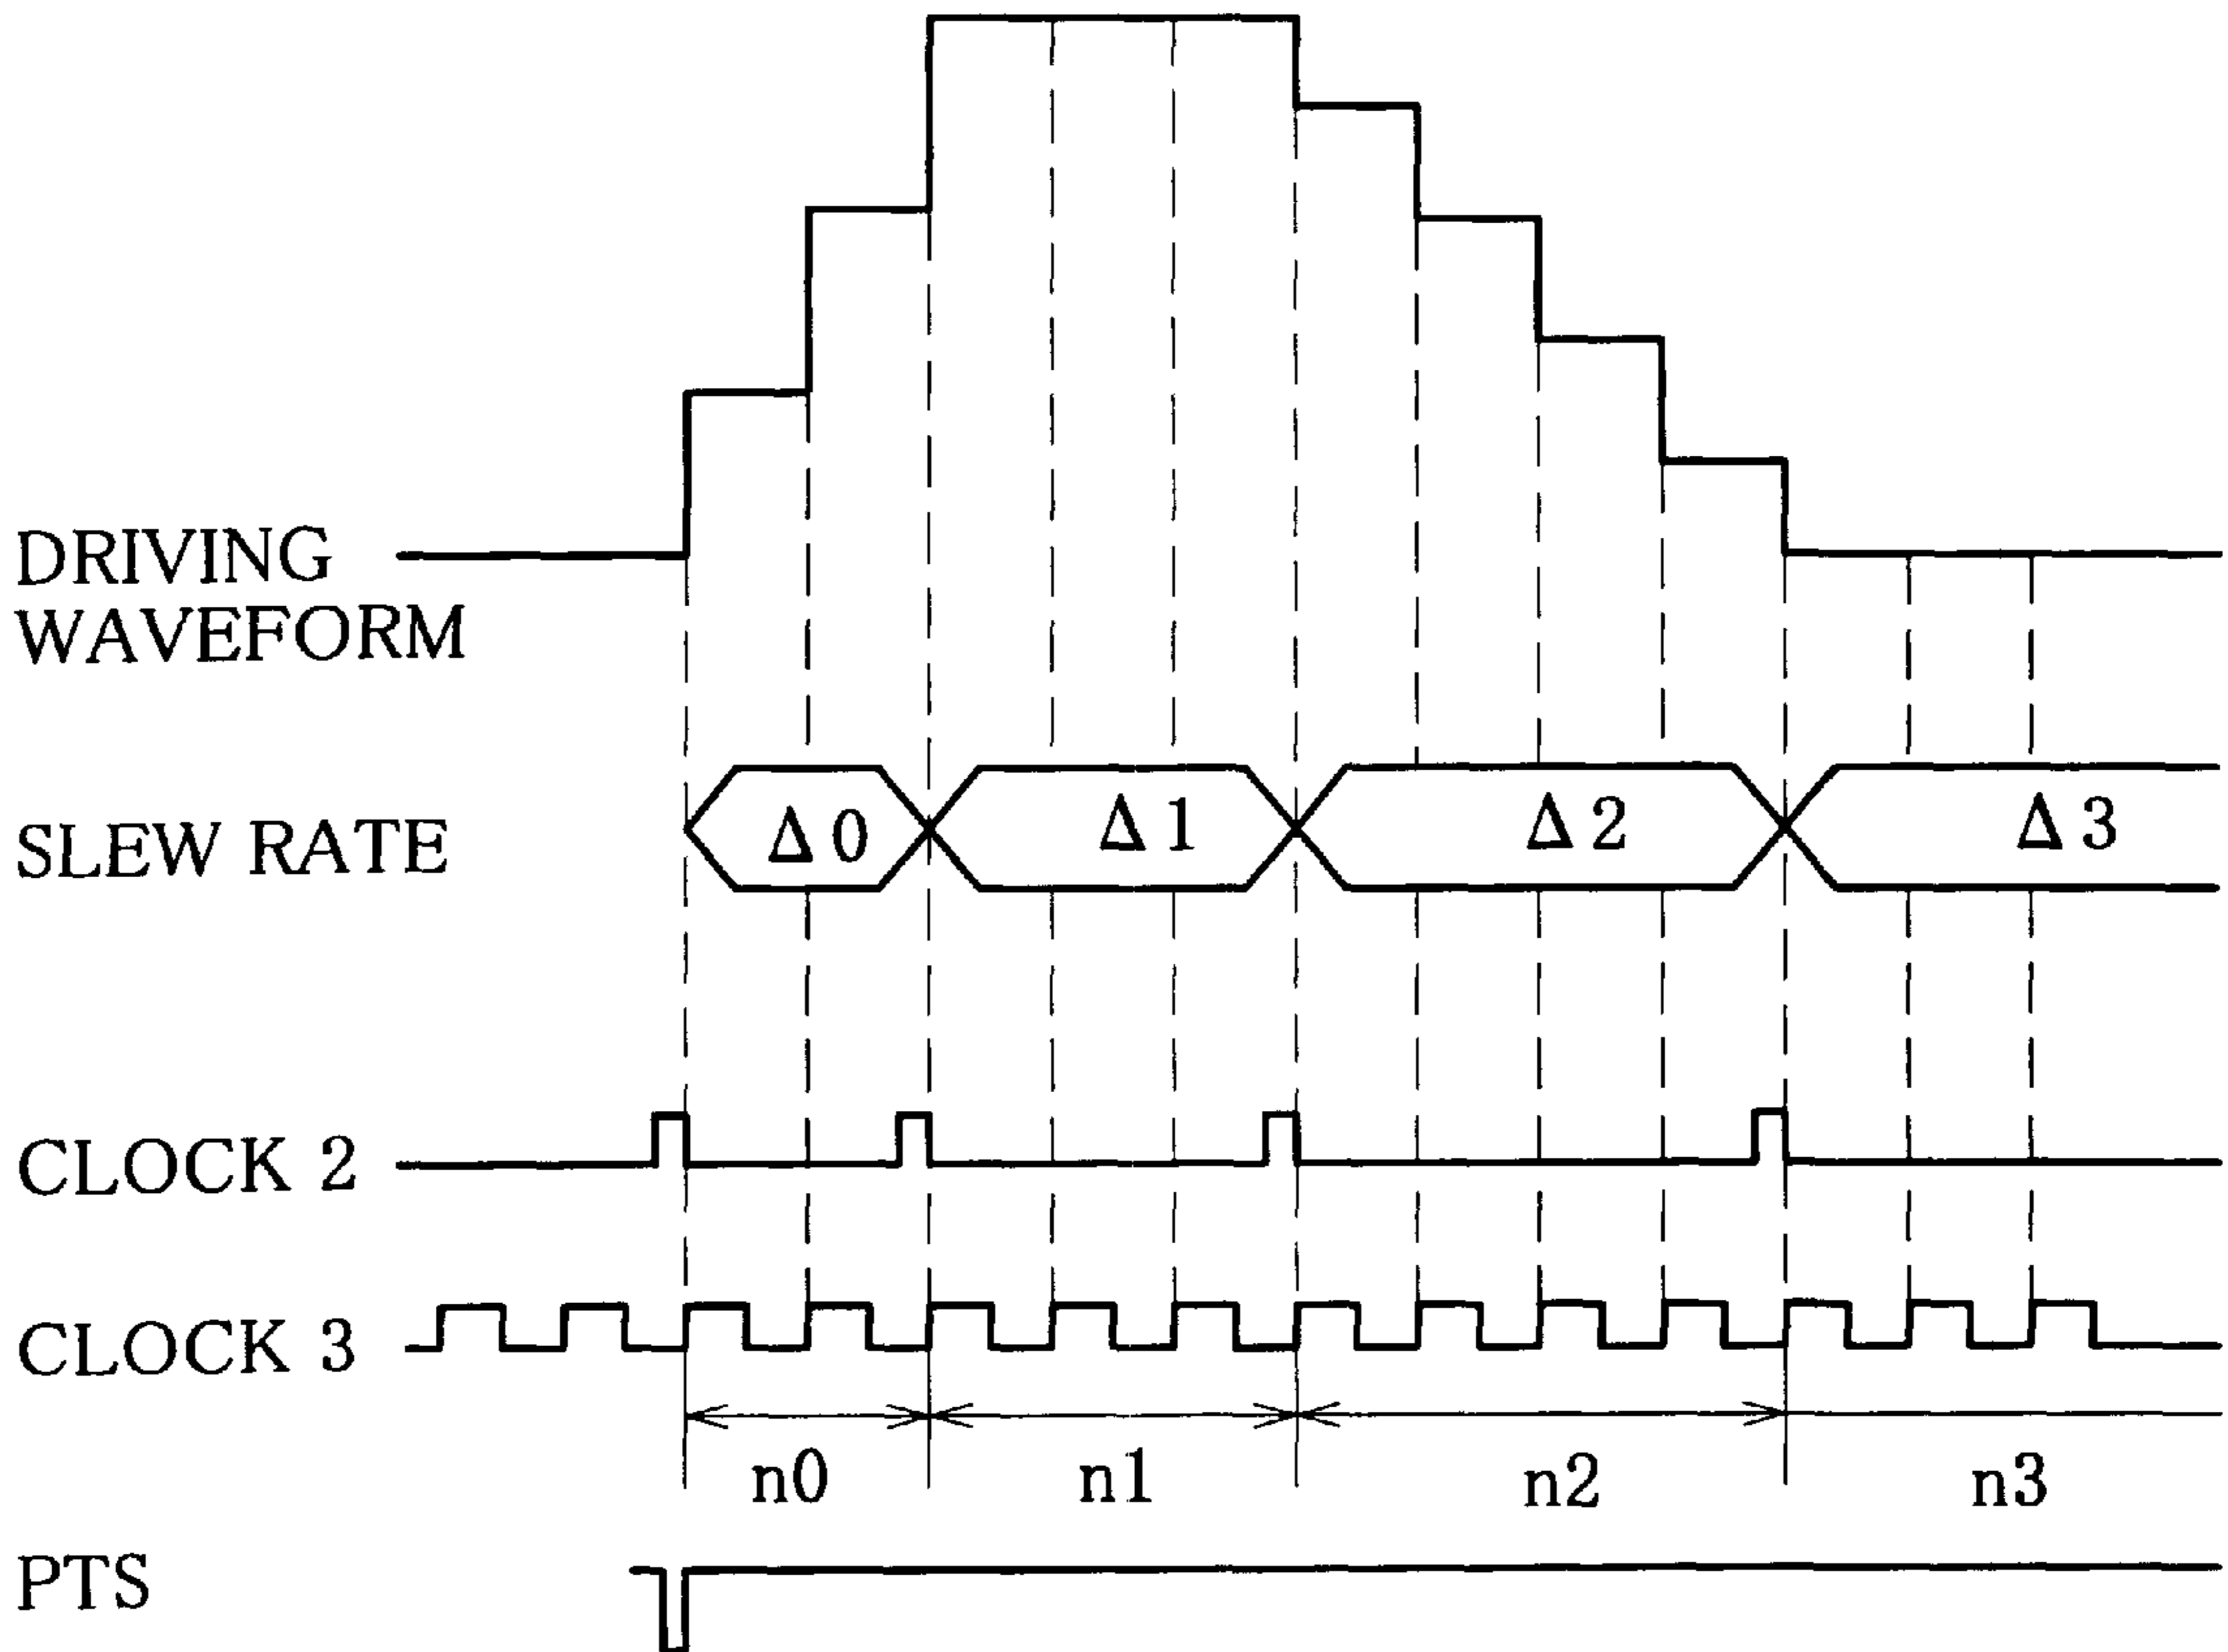 DRIVING
WAVEFORM
SLEW RATE
Δ0
Δ1
Δ2
Δ3
CLOCK 2
CLOCK 3
n0
n1
n2
n3
PTS